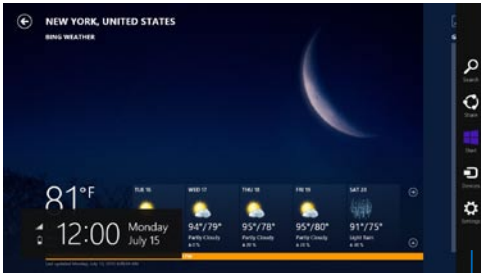 NEW YORK, UNITED STATES
BING WEATHER
Search
Share
Start
Devices
Settings
81°F
TUE 16
WED 17
THU 18
FRI 19
SAT 20
94°/79°
95°/78°
95°/80°
91°/75°
Partly Cloudy
Partly Cloudy
Partly Cloudy
Light Rain
12:00
Monday
July 15